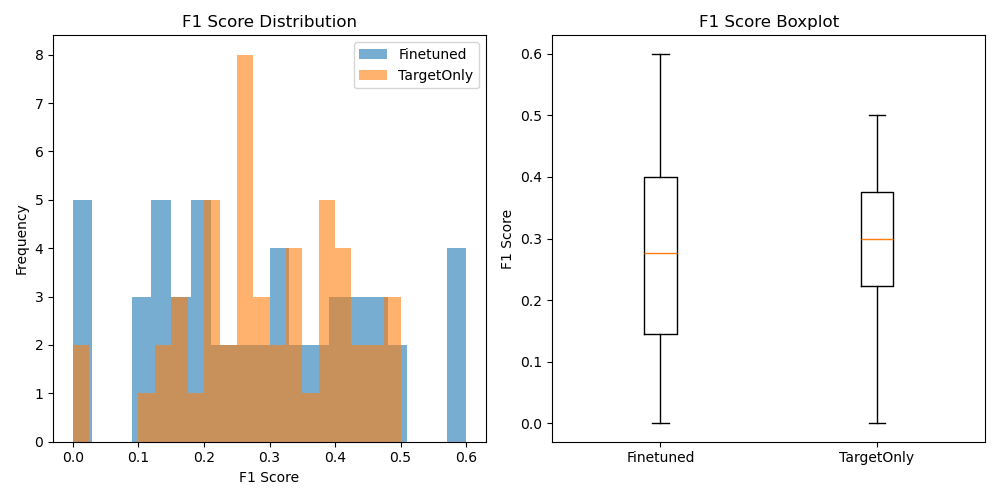 F1 Score Distribution
Finetuned
TargetOnly
8
7
6
5
4
3
2
1
0
Frequency
0.0 0.1 0.2 0.3 0.4 0.5 0.6
F1 Score
F1 Score Boxplot
0.6
0.5
0.4
0.3
0.2
0.1
0.0
F1 Score
Finetuned TargetOnly